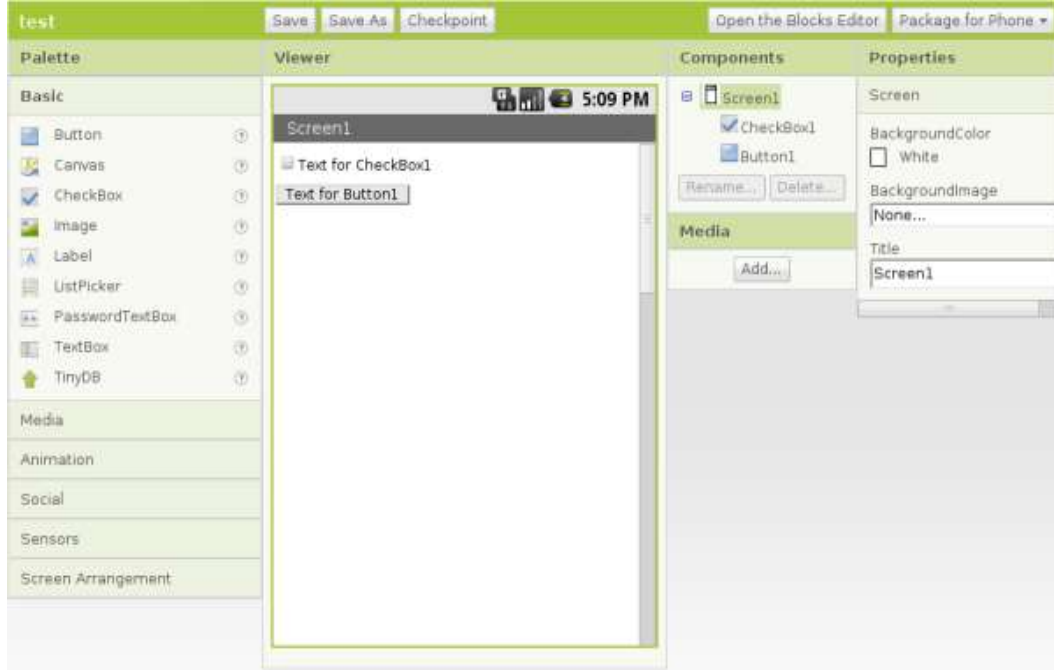 test
Save
Save As
Checkpoint
Open the Blocks Editor
Package for Phone
Palette
Basic
Button
Canvas
CheckBox
Image
Label
ListPicker
PasswordTextBox
TextBox
TinyDB
Media
Animation
Social
Sensors
Screen Arrangement
Viewer
5:09 PM
Screen1
Text for CheckBox1
Text for Button1
Components
Screen1
CheckBox1
Button1
Rename...
Delete...
Media
Add...
Properties
Screen
BackgroundColor
White
BackgroundImage
None...
Title
Screen1